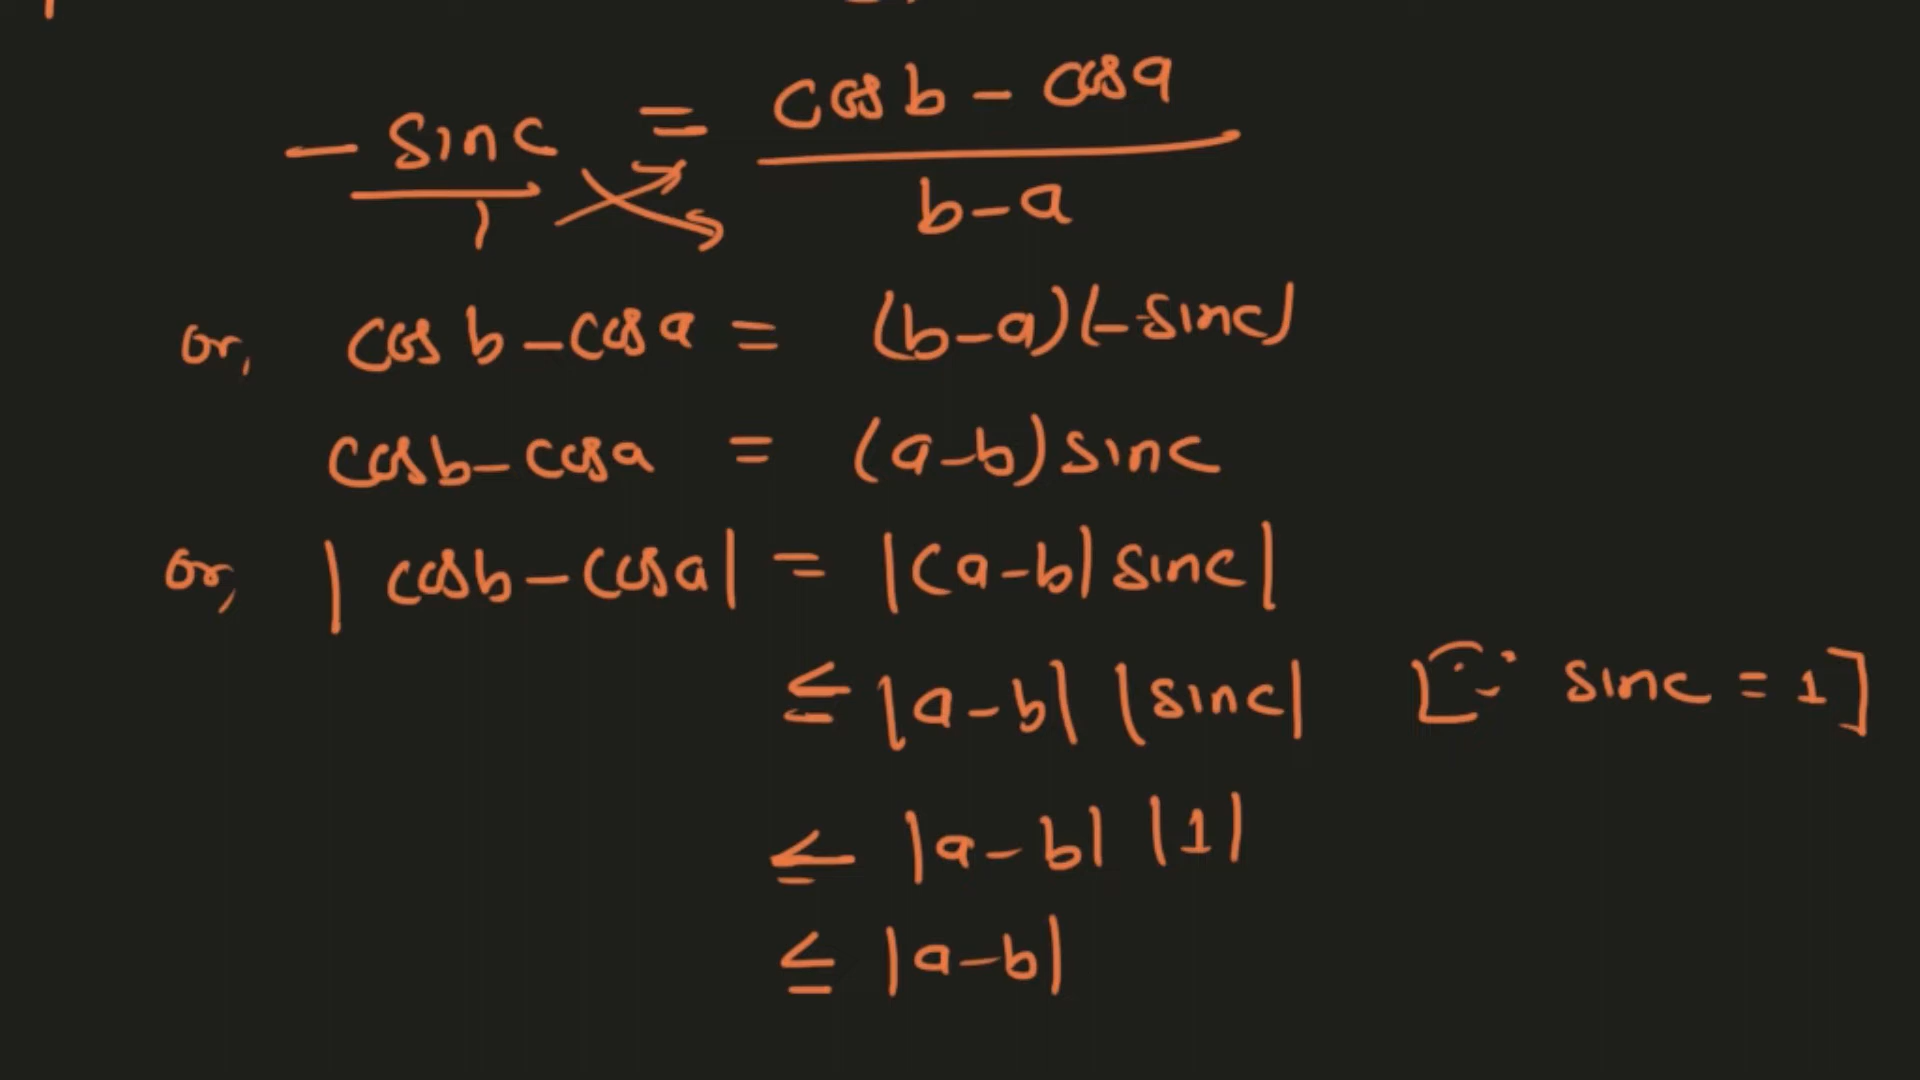 - sinc/1 = cosb - cosa/b-a
or, cosb-cosa = (b-a)(-sinc)
cosb-cosa = (a-b)sinc
or, |cosb-cosa| = |(a-b)sinc|
≤ |a-b| |sinc| [∵ sinc = 1]
≤ |a-b| |1|
≤ |a-b|